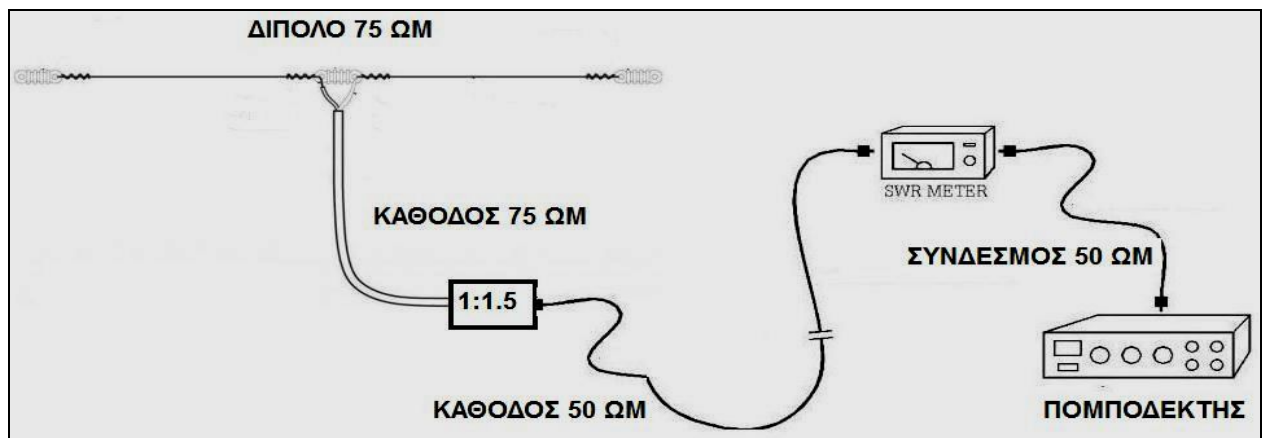 ΔΙΠΟΛΟ 75 ΩΜ
SWR METER
ΚΑΘΟΔΟΣ 75 ΩΜ
ΣΥΝΔΕΣΜΟΣ 50 ΩΜ
1:1.5
ΚΑΘΟΔΟΣ 50 ΩΜ
ΠΟΜΠΟΔΕΚΤΗΣ